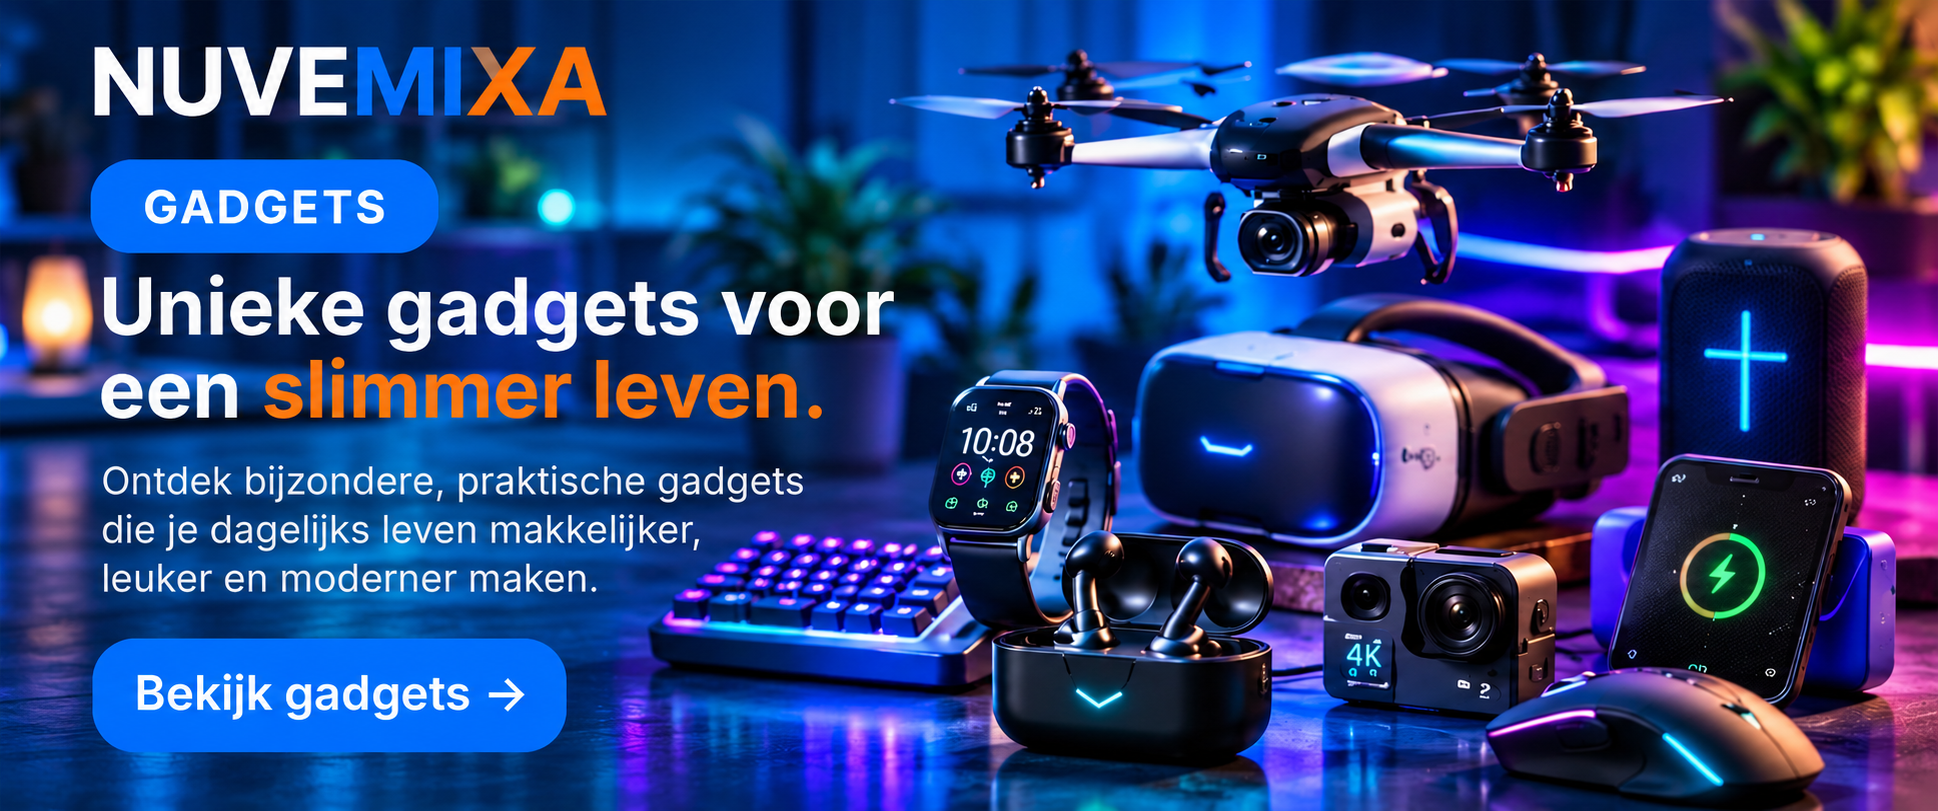 NUVEMIXA
GADGETS
Unieke gadgets voor
een slimmer leven.
Ontdek bijzondere, praktische gadgets
die je dagelijks leven makkelijker,
leuker en moderner maken.
Bekijk gadgets →
10:08
4K